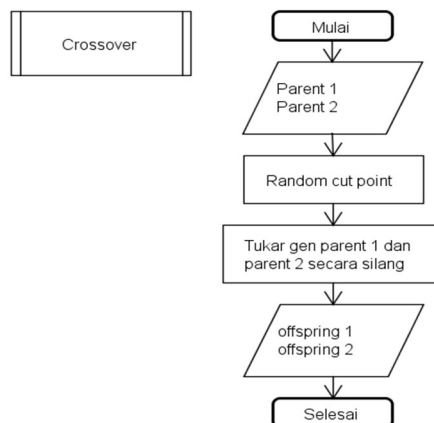 Crossover
Mulai
Parent 1
Parent 2
Random cut point
Tukar gen parent 1 dan
parent 2 secara silang
offspring 1
offspring 2
Selesai